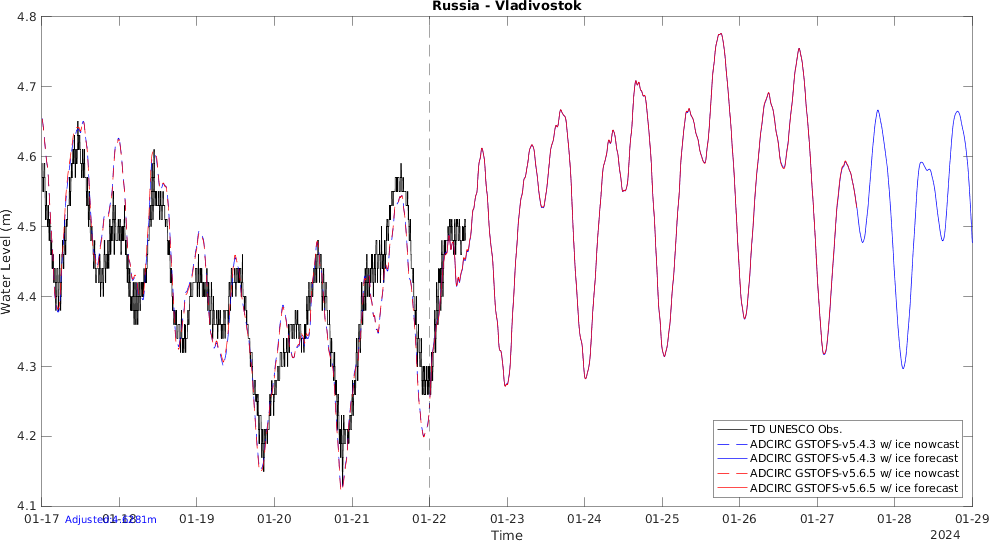 Russia - Vladivostok
4.8
4.7
4.6
4.5
4.4
4.3
4.2
4.1
Water Level (m)
TD UNESCO Obs.
ADCIRC GSTOFS-v5.4.3 w/ ice nowcast
ADCIRC GSTOFS-v5.4.3 w/ ice forecast
ADCIRC GSTOFS-v5.6.5 w/ ice nowcast
ADCIRC GSTOFS-v5.6.5 w/ ice forecast
01-17 01-18 01-19 01-20 01-21 01-22 01-23 01-24 01-25 01-26 01-27 01-28 01-29
Time
2024